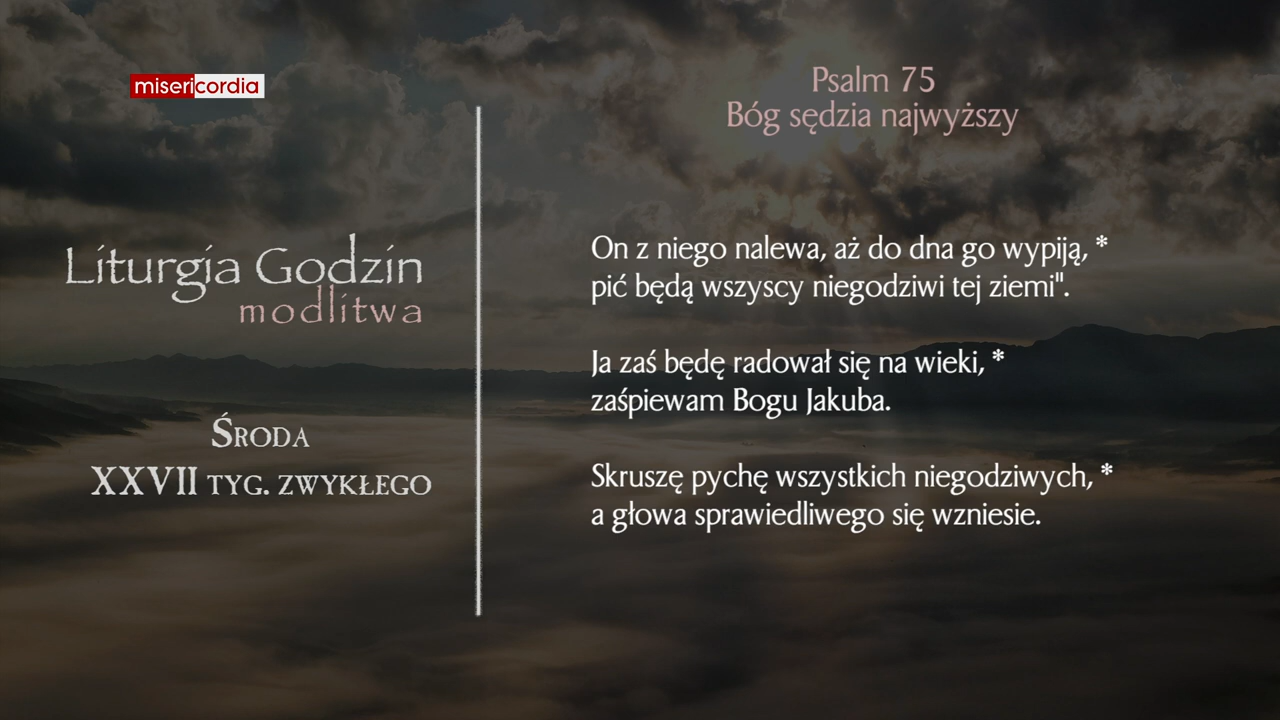 misericordia
Liturgia Godzin
modlitwa
Środa
XXVII tyg. zwykłego
Psalm 75
Bóg sędzia najwyższy
On z niego nalewa, aż do dna go wypiją, *
pić będą wszyscy niegodziwi tej ziemi".
Ja zaś będę radował się na wieki, *
zaśpiewam Bogu Jakuba.
Skruszę pychę wszystkich niegodziwych, *
a głowa sprawiedliwego się wzniesie.